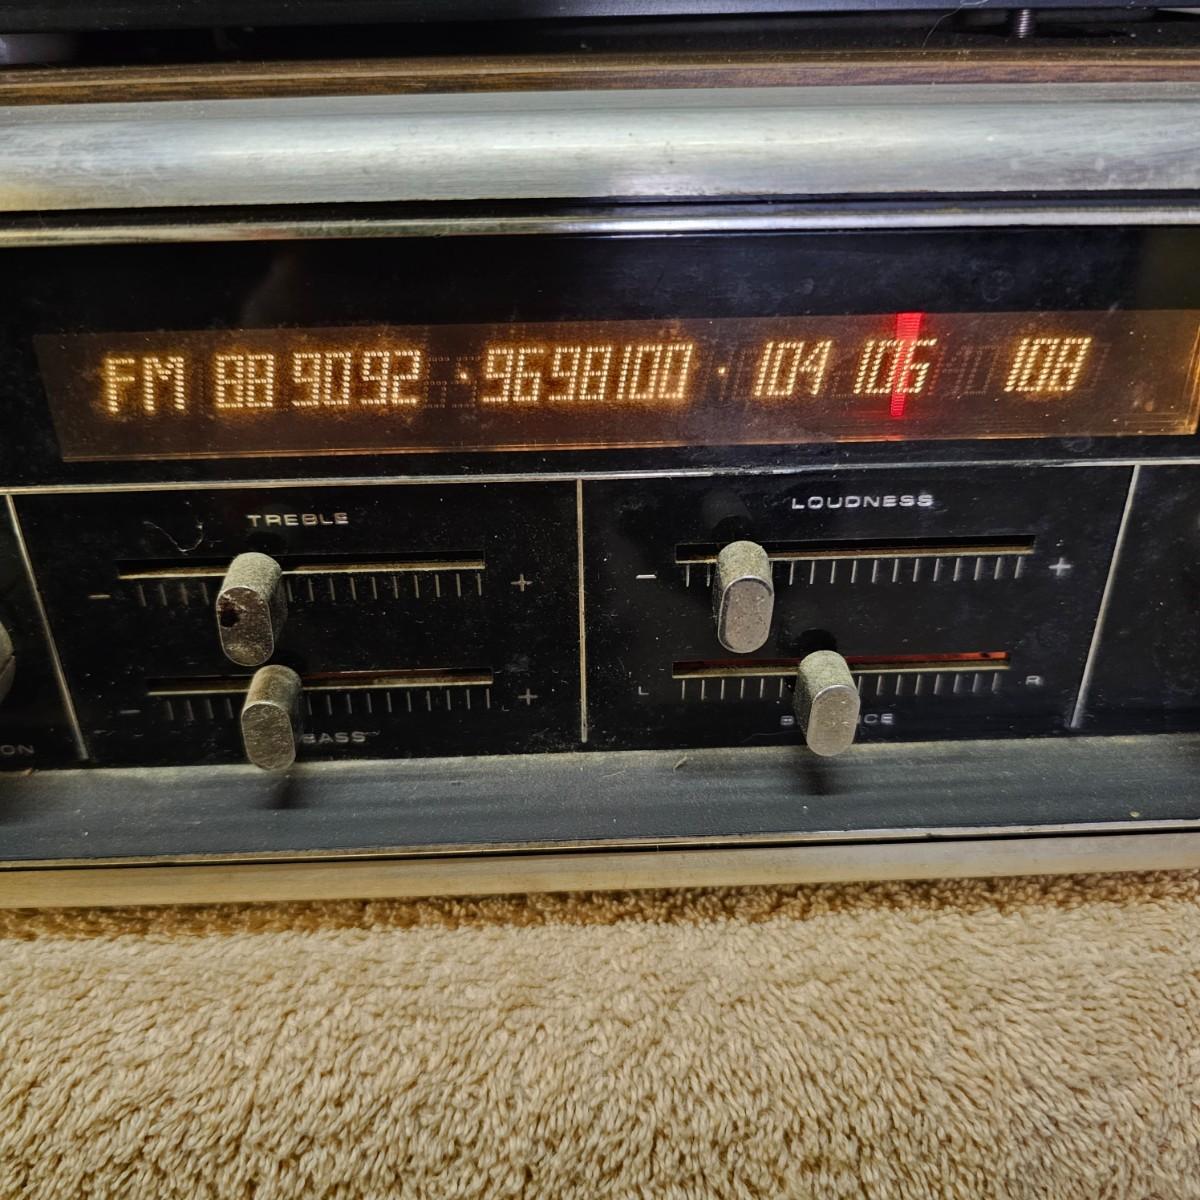 FM 88 90 92 · 96 98 100 · 104 106 108
TREBLE
LOUDNESS
- +
- +
- +
L R
BASS